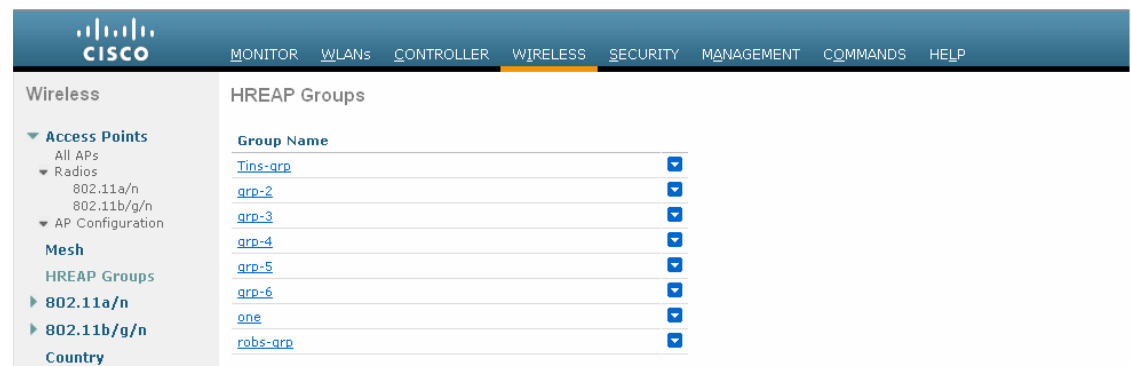 CISCO
MONITOR WLANs CONTROLLER WIRELESS SECURITY MANAGEMENT COMMANDS HELP
Wireless
Access Points
All APs
Radios
802.11a/n
802.11b/g/n
AP Configuration
Mesh
HREAP Groups
802.11a/n
802.11b/g/n
Country
HREAP Groups
Group Name
Tins-grp
grp-2
grp-3
grp-4
grp-5
grp-6
one
robs-grp